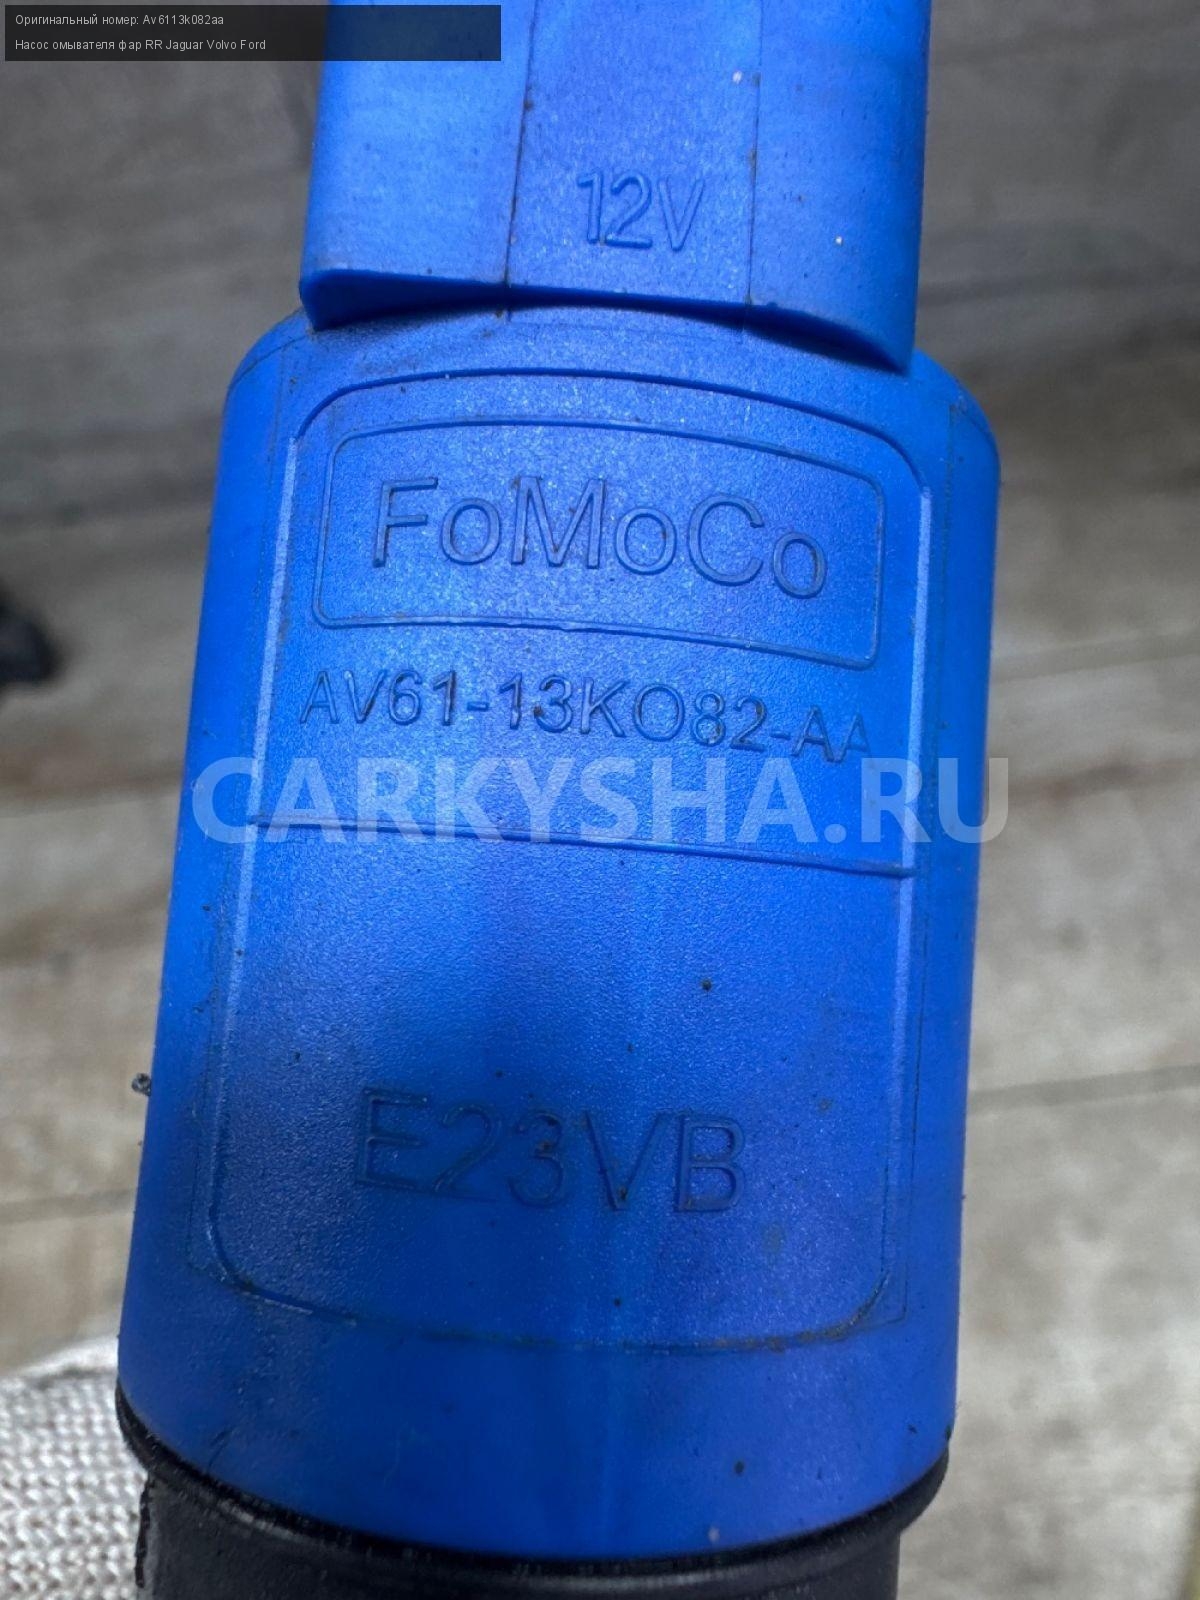 Оригинальный номер: Av6113k082aa
Насос омывателя фар RR Jaguar Volvo Ford
12V
FoMoCo
AV61-13K082-AA
CARKYSHA.RU
E23VB